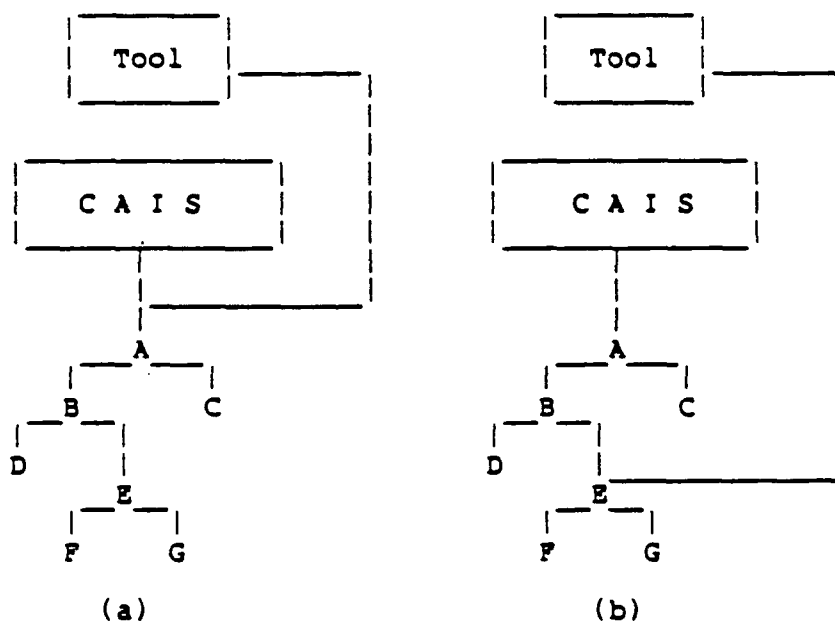 Tool Tool
C A I S C A I S
A A
B C B C
D D
E E
F G F G
(a) (b)